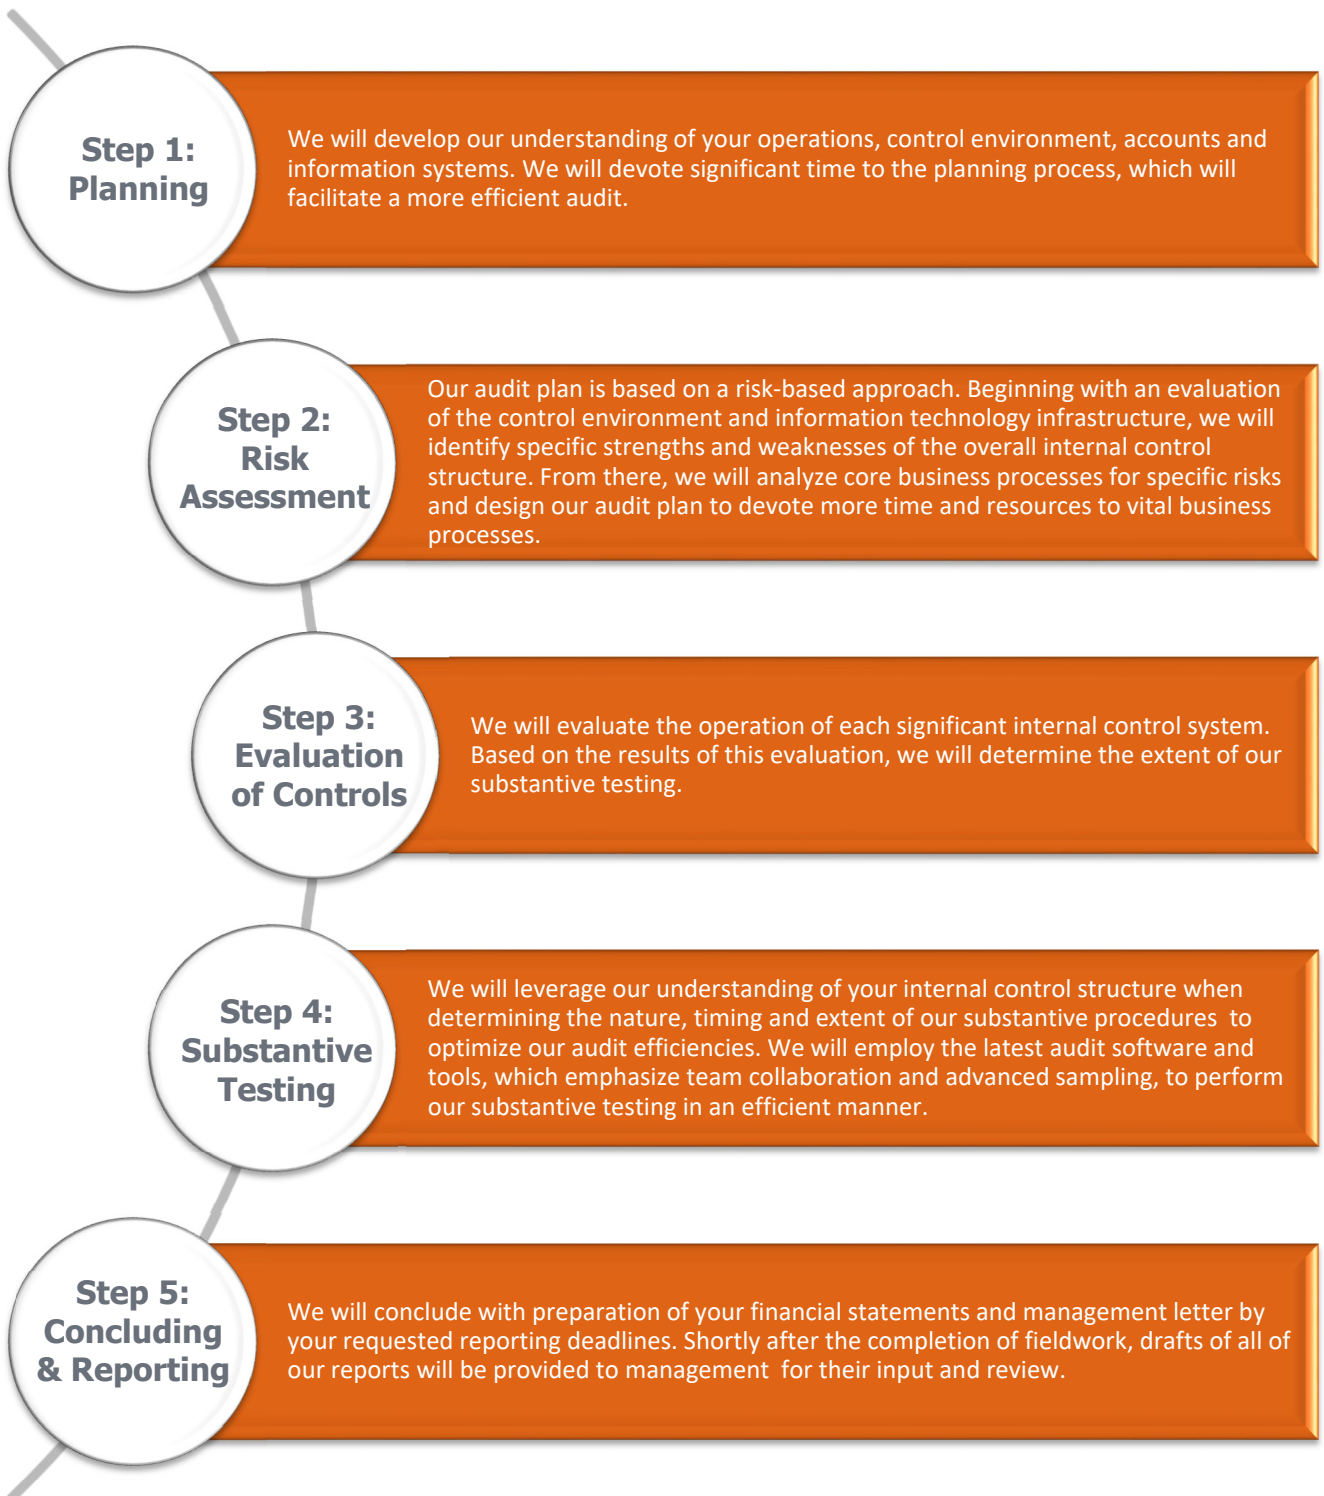 Step 1:
Planning
We will develop our understanding of your operations, control environment, accounts and
information systems. We will devote significant time to the planning process, which will
facilitate a more efficient audit.
Step 2:
Risk
Assessment
Our audit plan is based on a risk-based approach. Beginning with an evaluation
of the control environment and information technology infrastructure, we will
identify specific strengths and weaknesses of the overall internal control
structure. From there, we will analyze core business processes for specific risks
and design our audit plan to devote more time and resources to vital business
processes.
Step 3:
Evaluation
of Controls
We will evaluate the operation of each significant internal control system.
Based on the results of this evaluation, we will determine the extent of our
substantive testing.
Step 4:
Substantive
Testing
We will leverage our understanding of your internal control structure when
determining the nature, timing and extent of our substantive procedures  to
optimize our audit efficiencies. We will employ the latest audit software and
tools, which emphasize team collaboration and advanced sampling, to perform
our substantive testing in an efficient manner.
Step 5:
Concluding
& Reporting
We will conclude with preparation of your financial statements and management letter by
your requested reporting deadlines. Shortly after the completion of fieldwork, drafts of all of
our reports will be provided to management  for their input and review.